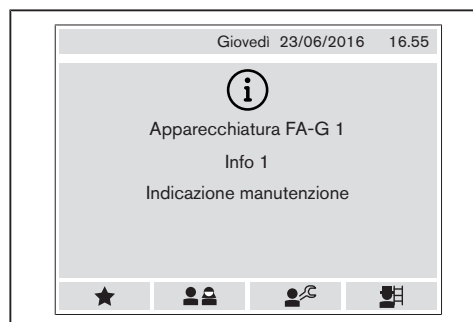 Giovedì 23/06/2016 16.55
Apparecchiatura FA-G 1
Info 1
Indicazione manutenzione